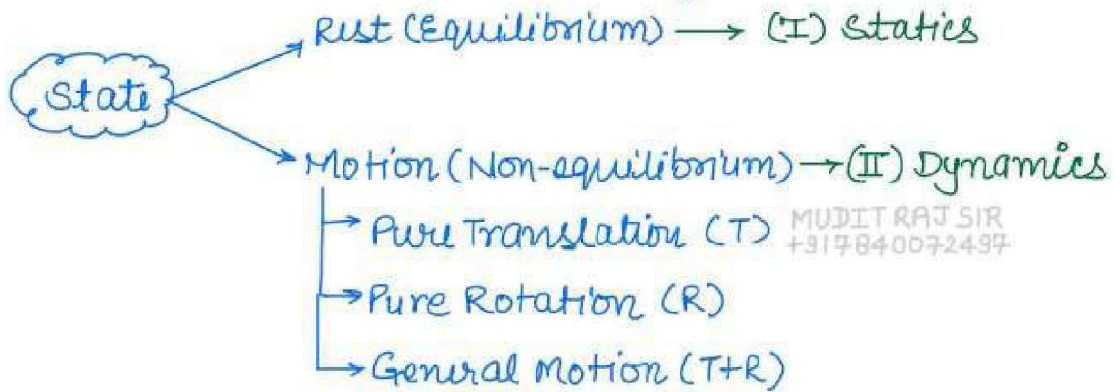 Rest (Equilibrium) → (I) Statics
State
Motion (Non-equilibrium) → (II) Dynamics
Pure Translation (T) MUDIT RAJ SIR
+917840072497
Pure Rotation (R)
General Motion (T+R)